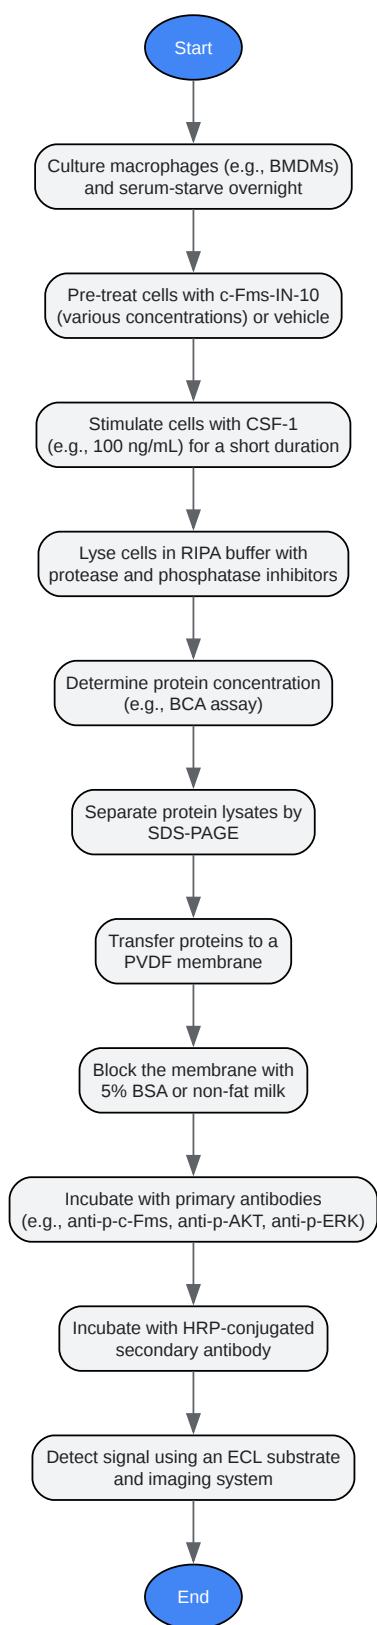 Start
Culture macrophages (e.g., BMDMs)
and serum-starve overnight
Pre-treat cells with c-Fms-IN-10
(various concentrations) or vehicle
Stimulate cells with CSF-1
(e.g., 100 ng/mL) for a short duration
Lyse cells in RIPA buffer with
protease and phosphatase inhibitors
Determine protein concentration
(e.g., BCA assay)
Separate protein lysates by
SDS-PAGE
Transfer proteins to a
PVDF membrane
Block the membrane with
5% BSA or non-fat milk
Incubate with primary antibodies
(e.g., anti-p-c-Fms, anti-p-AKT, anti-p-ERK)
Incubate with HRP-conjugated
secondary antibody
Detect signal using an ECL substrate
and imaging system
End